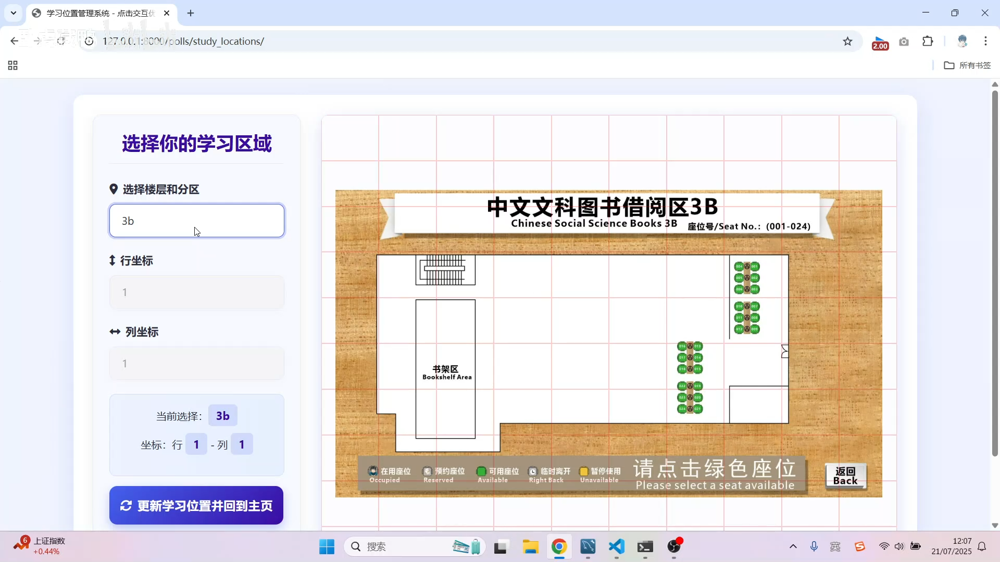 学习位置管理系统 - 点击交互优
127.0.0.1:8000/polls/study_locations/
2.00
所有书签
选择你的学习区域
选择楼层和分区
3b
行坐标
1
列坐标
1
当前选择： 3b
坐标：行 1 - 列 1
更新学习位置并回到主页
中文文科图书借阅区3B
Chinese Social Science Books 3B
座位号/Seat No.：(001-024)
004 001
005 002
006 003
010 007
011 008
012 009
016 013
017 014
018 015
022 019
023 020
024 021
书架区
Bookshelf Area
在用座位 预约座位 可用座位 临时离开 暂停使用
Occupied Reserved Available Right Back Unavailable
请点击绿色座位
Please select a seat available
返回
Back
6
上证指数
+0.44%
搜索
英
12:07
21/07/2025